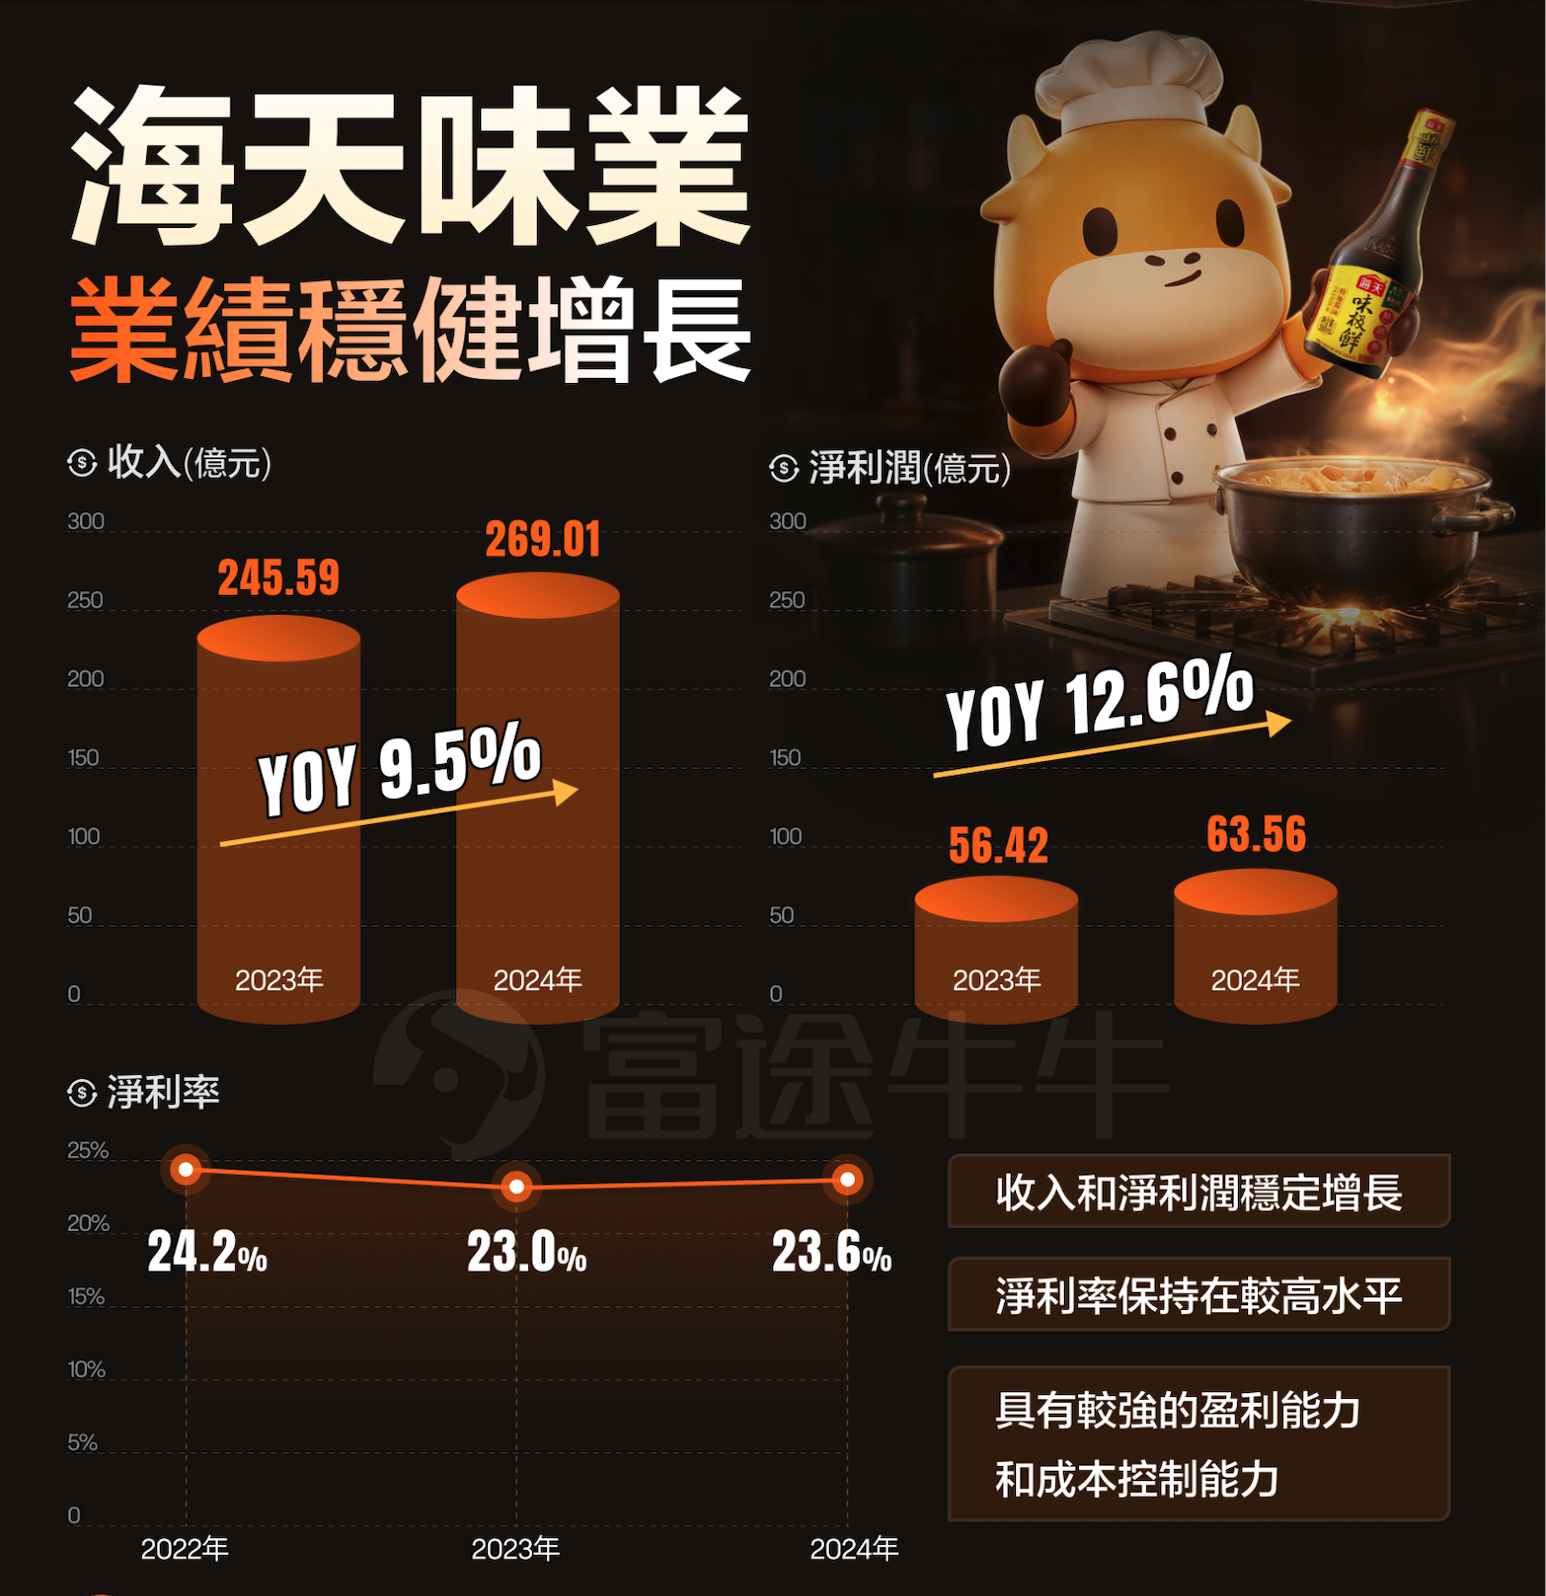 海天味業
業績穩健增長
收入(億元)
300
250
200
150
100
50
0
245.59
269.01
YOY 9.5%
2023年
2024年
淨利潤(億元)
300
250
200
150
100
50
0
YOY 12.6%
56.42
63.56
2023年
2024年
海天
味极鲜
富途牛牛
淨利率
25%
20%
15%
10%
5%
0
24.2%
23.0%
23.6%
2022年
2023年
2024年
收入和淨利潤穩定增長
淨利率保持在較高水平
具有較強的盈利能力
和成本控制能力